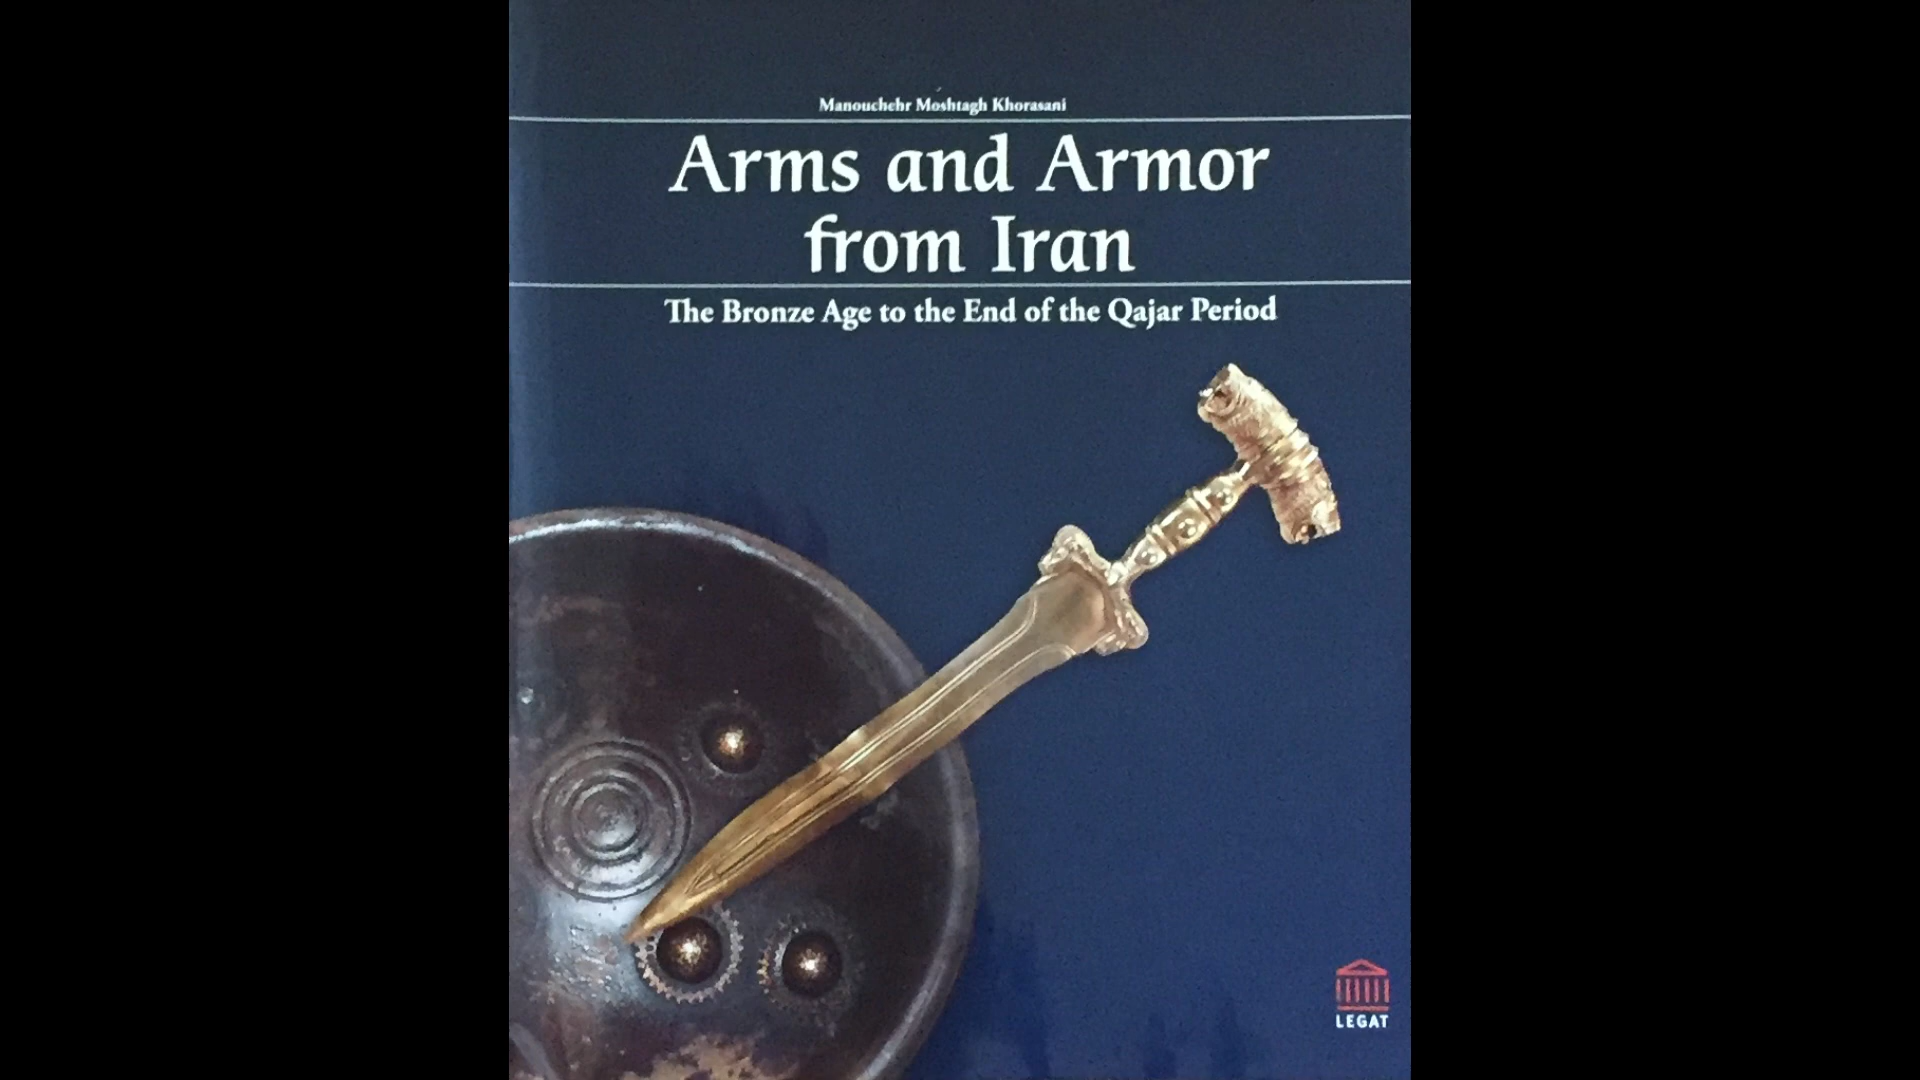 Manouchehr Moshtagh Khorasani
Arms and Armor
from Iran
The Bronze Age to the End of the Qajar Period
LEGAT